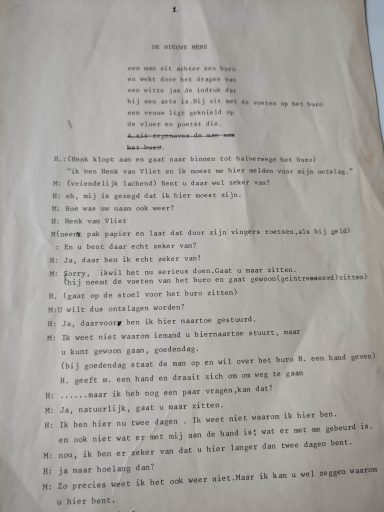 1
DE NIEUWE MENS
een man zit achter een buro
en wekt door het dragen van
een witte jas de indruk dat
hij een arts is.Hij zit met de voeten op het buro
een vrouw ligt geknield op
de vloer en poetst die.
A.zit tegenover de man aan
het buro.
H.:(Henk klopt aan en gaat naar binnen tot halverwege het buro)
"ik ben Henk van Vliet en ik moest me hier melden voor mijn ontslag."
M: (vriendelijk lachend) Bent u daar wel zeker van?
H: eh, mij is gezegd dat ik hier moest zijn.
M: Hoe was uw naam ook weer?
H: Henk van Vliet
M(neemt pak papier en laat dat door zijn vingers roetsen,als bij geld)
: En u bent daar echt zeker van?
H: Ja, daar ben ik echt zeker van!
M: Sorry, ikwil het nu serieus doen.Gaat u maar zitten.
(hij neemt de voeten van het buro en gaat gewoon(geintresseerd)zitten)
H. (gaat op de stoel voor het buro zitten)
M:U wilt dus ontslagen worden?
H: Ja, daarvoor ben ik hier naartoe gestuurd.
M: Ik weet niet waarom iemand u hiernaartoe stuurt, maar
u kunt gewoon gaan, goedendag.
(bij goedendag staat de man op en wil over het buro H. een hand geven)
H. geeft m. een hand en draait zich om om weg te gaan
H: ......maar ik heb nog een paar vragen,kan dat?
M: Ja, natuurlijk, gaat u maar zitten.
H: Ik ben hier nu twee dagen . Ik weet niet waarom ik hier ben.
en ook niet wat er met mij aan de hand is; wat er met me gebeurd is.
M: nou, ik ben er zeker van dat u hier langer dan twee dagen bent.
H: ja maar hoelang dan?
M: Zo precies weet ik het ook weer niet.Maar ik kan u wel zeggen waarom
u hier bent.